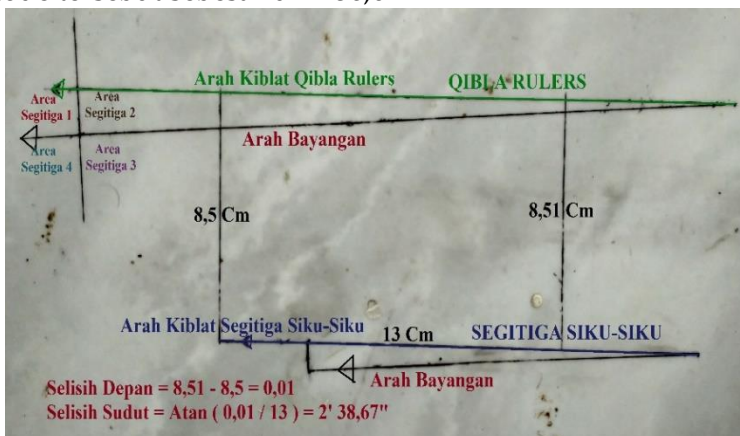 Arah Kiblat Qibla Rulers
QIBLA RULERS
Area
Segitiga 1
Area
Segitiga 2
Arah Bayangan
Area
Segitiga 4
Area
Segitiga 3
8,5 Cm
8,51 Cm
Arah Kiblat Segitiga Siku-Siku
13 Cm
SEGITIGA SIKU-SIKU
Arah Bayangan
Selisih Depan = 8,51 - 8,5 = 0,01
Selisih Sudut = Atan ( 0,01 / 13 ) = 2' 38,67"